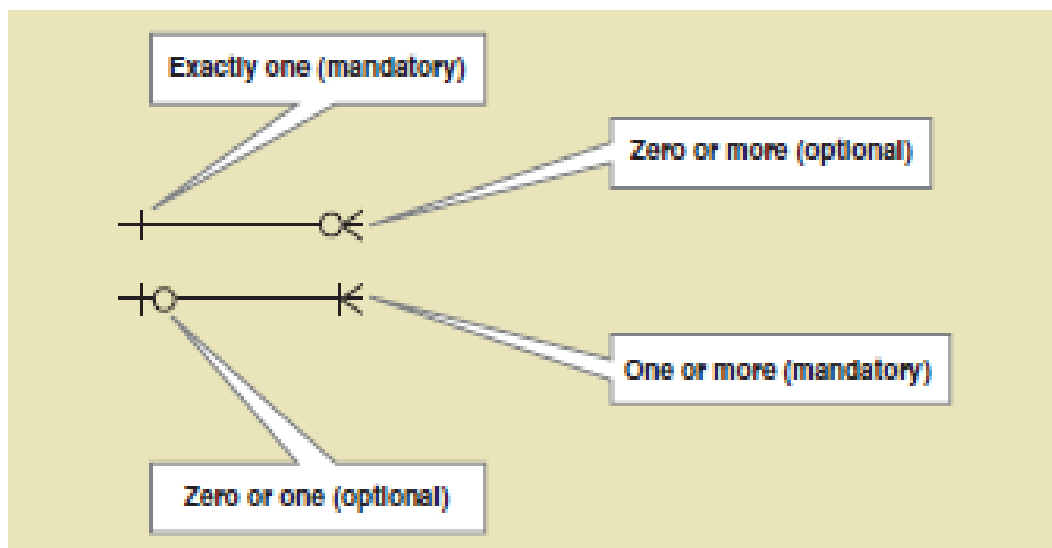 Exactly one (mandatory)
Zero or more (optional)
One or more (mandatory)
Zero or one (optional)